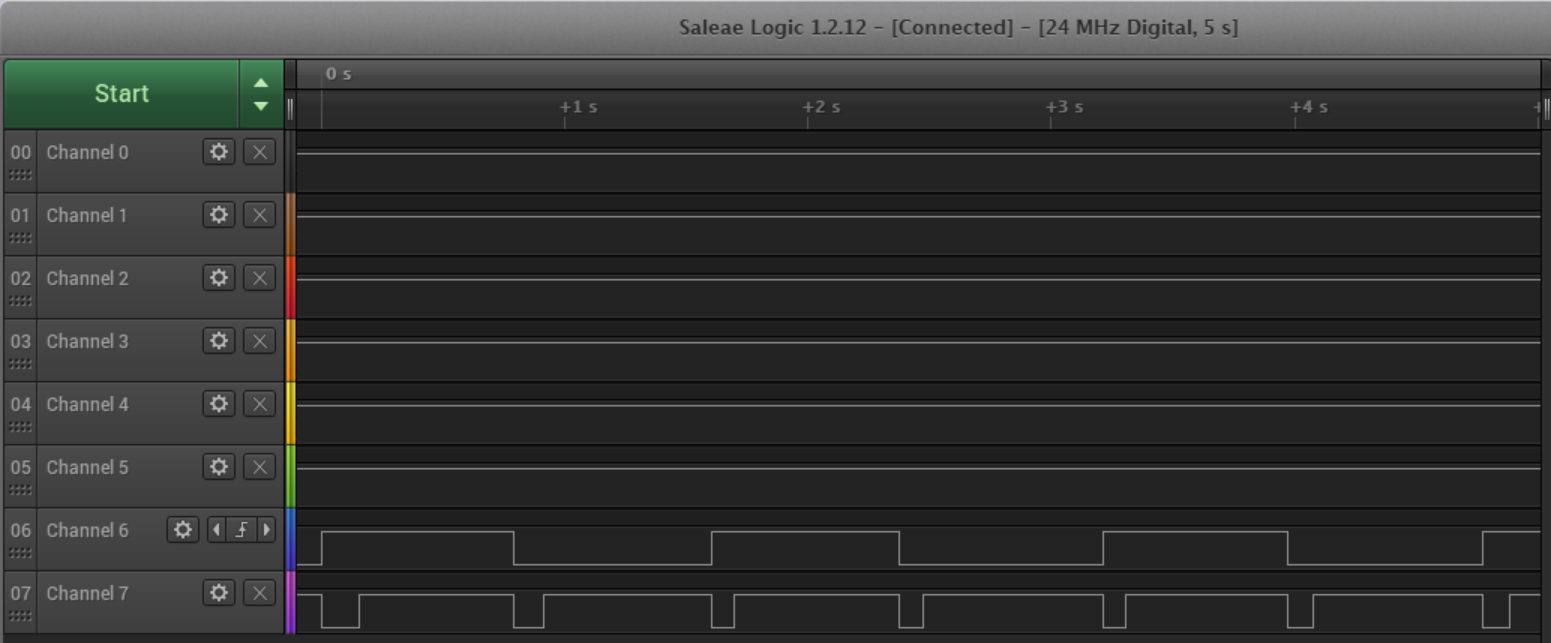 Saleae Logic 1.2.12 - [Connected] - [24 MHz Digital, 5 s]
Start
0 s
+1 s +2 s +3 s +4 s
00 Channel 0
01 Channel 1
02 Channel 2
03 Channel 3
04 Channel 4
05 Channel 5
06 Channel 6
07 Channel 7